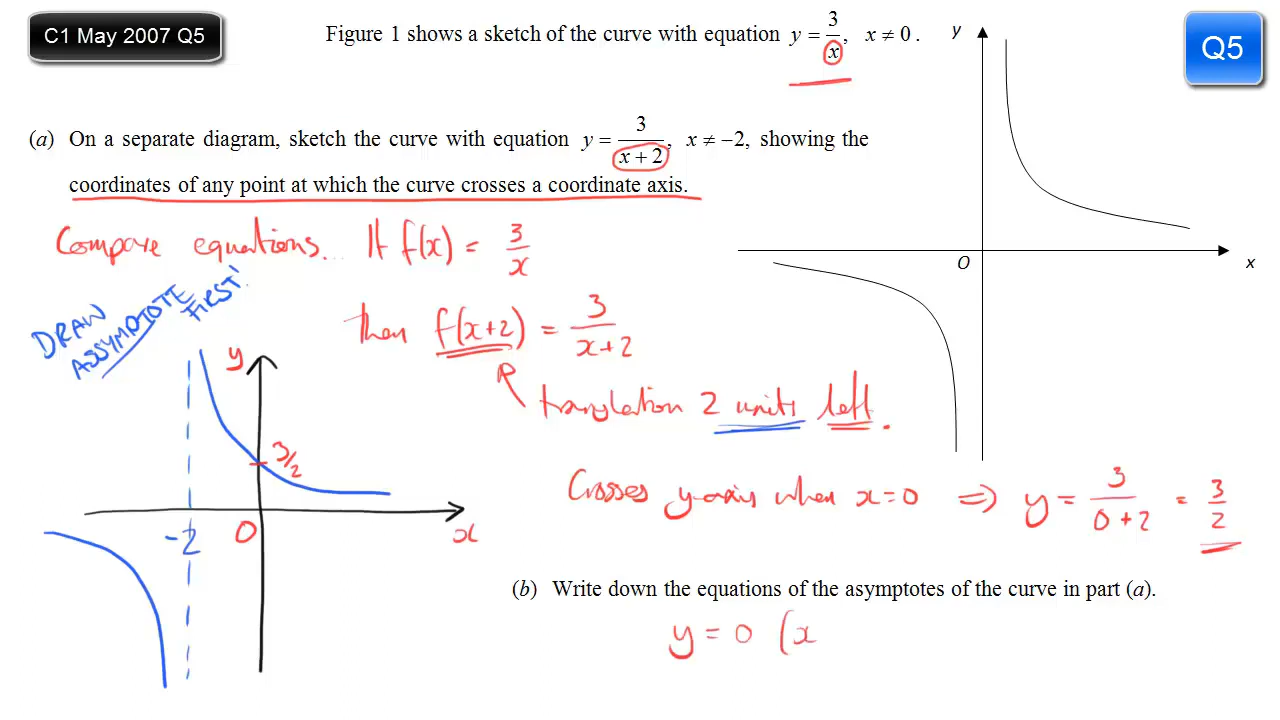 C1 May 2007 Q5
Figure 1 shows a sketch of the curve with equation y = 3/x, x ≠ 0.
Q5
(a) On a separate diagram, sketch the curve with equation y = 3/(x + 2), x ≠ −2, showing the
coordinates of any point at which the curve crosses a coordinate axis.
Compare equations... If f(x) = 3/x
then f(x+2) = 3/(x+2)
translation 2 units left.
DRAW
ASYMOTOTE
FIRST!
y
3/2
-2
0
x
y
O
x
Crosses y-axis when x=0 ⇒ y = 3/(0+2) = 3/2
(b) Write down the equations of the asymptotes of the curve in part (a).
y = 0 (x